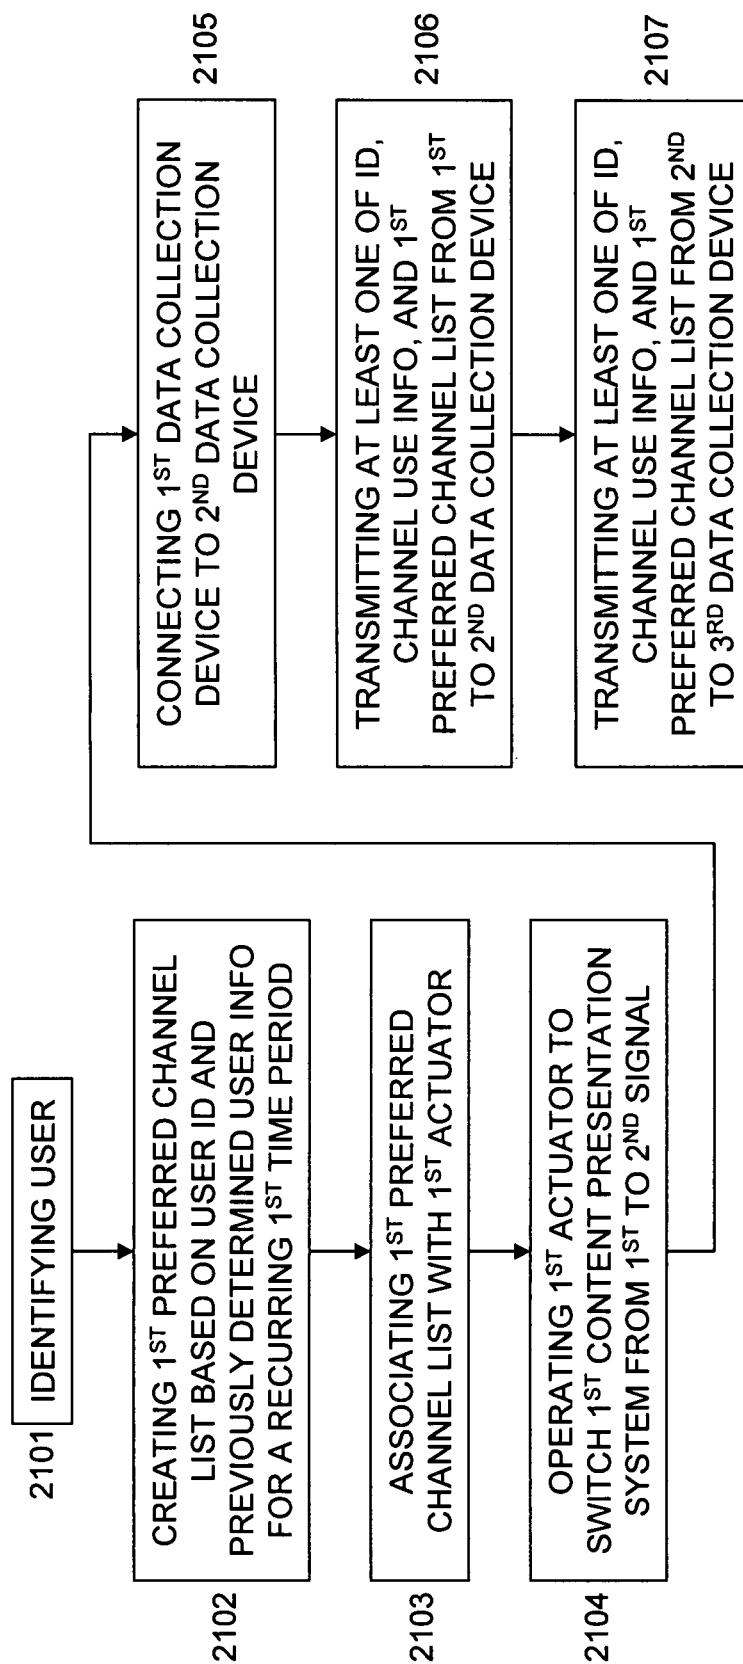 2101 IDENTIFYING USER
2102
CREATING 1ST PREFERRED CHANNEL
LIST BASED ON USER ID AND
PREVIOUSLY DETERMINED USER INFO
FOR A RECURRING 1ST TIME PERIOD
2103
ASSOCIATING 1ST PREFERRED
CHANNEL LIST WITH 1ST ACTUATOR
2104
OPERATING 1ST ACTUATOR TO
SWITCH 1ST CONTENT PRESENTATION
SYSTEM FROM 1ST TO 2ND SIGNAL
CONNECTING 1ST DATA COLLECTION
DEVICE TO 2ND DATA COLLECTION
DEVICE
2105
TRANSMITTING AT LEAST ONE OF ID,
CHANNEL USE INFO, AND 1ST
PREFERRED CHANNEL LIST FROM 1ST
TO 2ND DATA COLLECTION DEVICE
2106
TRANSMITTING AT LEAST ONE OF ID,
CHANNEL USE INFO, AND 1ST
PREFERRED CHANNEL LIST FROM 2ND
TO 3RD DATA COLLECTION DEVICE
2107